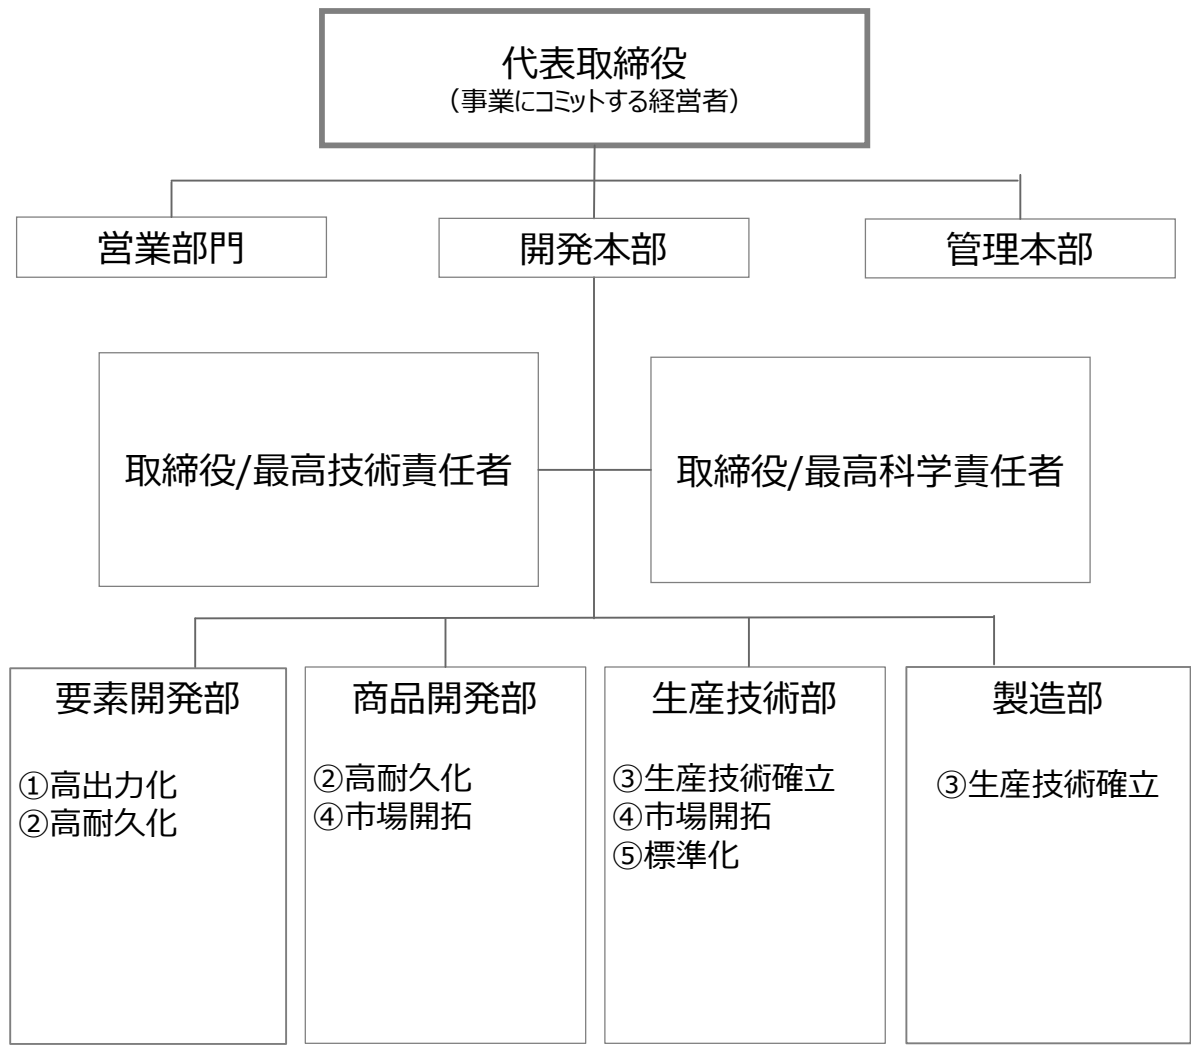 代表取締役
（事業にコミットする経営者）
営業部門
開発本部
管理本部
取締役/最高技術責任者
取締役/最高科学責任者
要素開発部
①高出力化
②高耐久化
商品開発部
②高耐久化
④市場開拓
生産技術部
③生産技術確立
④市場開拓
⑤標準化
製造部
③生産技術確立